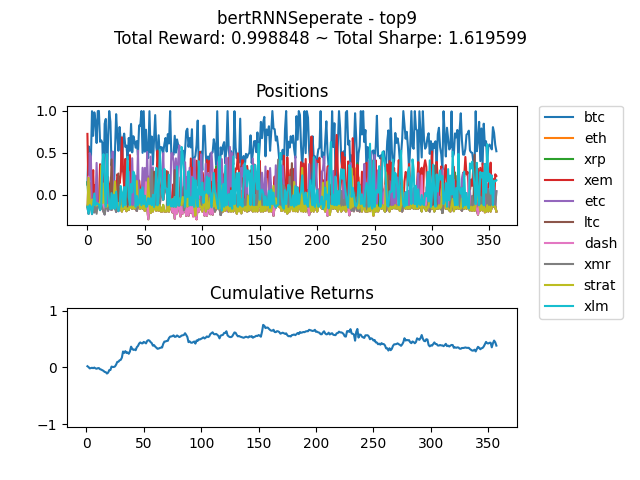 bertRNNSeperate - top9
Total Reward: 0.998848 ~ Total Sharpe: 1.619599
Positions
1.0
0.5
0.0
0 50 100 150 200 250 300 350
btc
eth
xrp
xem
etc
ltc
dash
xmr
strat
xlm
Cumulative Returns
1
0
−1
0 50 100 150 200 250 300 350